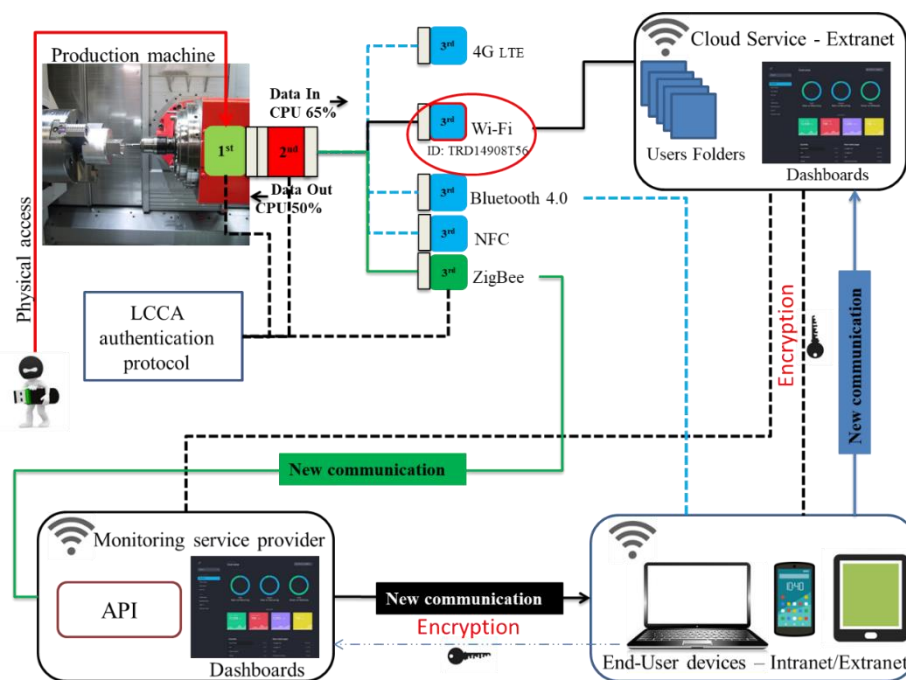 Production machine
Physical access
Data In
CPU 65%
1st
2nd
Data Out
CPU 50%
3rd
4G LTE
3rd
Wi-Fi
ID: TRD14908T56
3rd
Bluetooth 4.0
3rd
NFC
3rd
ZigBee
Cloud Service - Extranet
Users Folders
Dashboards
LCCA
authentication
protocol
Encryption
New communication
New communication
Monitoring service provider
API
Dashboards
New communication
Encryption
10:40
End-User devices – Intranet/Extranet